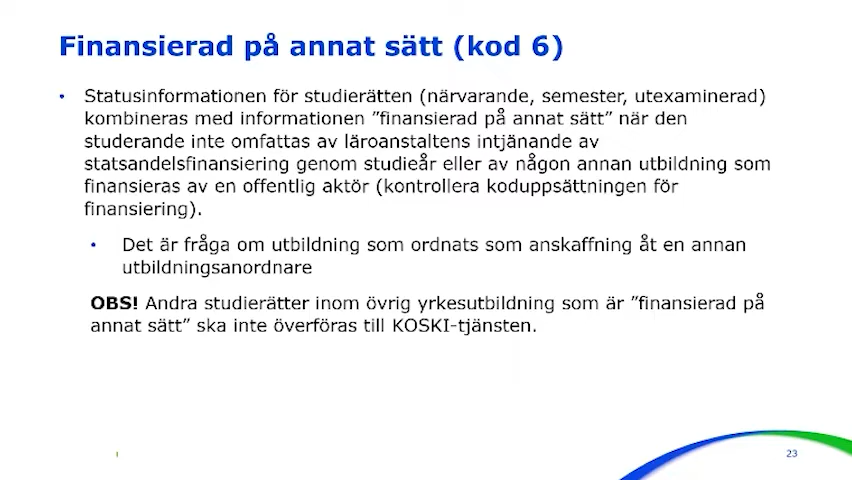 Finansierad på annat sätt (kod 6)
• Statusinformationen för studierätten (närvarande, semester, utexaminerad)
kombineras med informationen ”finansierad på annat sätt” när den
studerande inte omfattas av läroanstaltens intjänande av
statsandelsfinansiering genom studieår eller av någon annan utbildning som
finansieras av en offentlig aktör (kontrollera koduppsättningen för
finansiering).
• Det är fråga om utbildning som ordnats som anskaffning åt en annan
utbildningsanordnare
OBS! Andra studierätter inom övrig yrkesutbildning som är ”finansierad på
annat sätt” ska inte överföras till KOSKI-tjänsten.
23